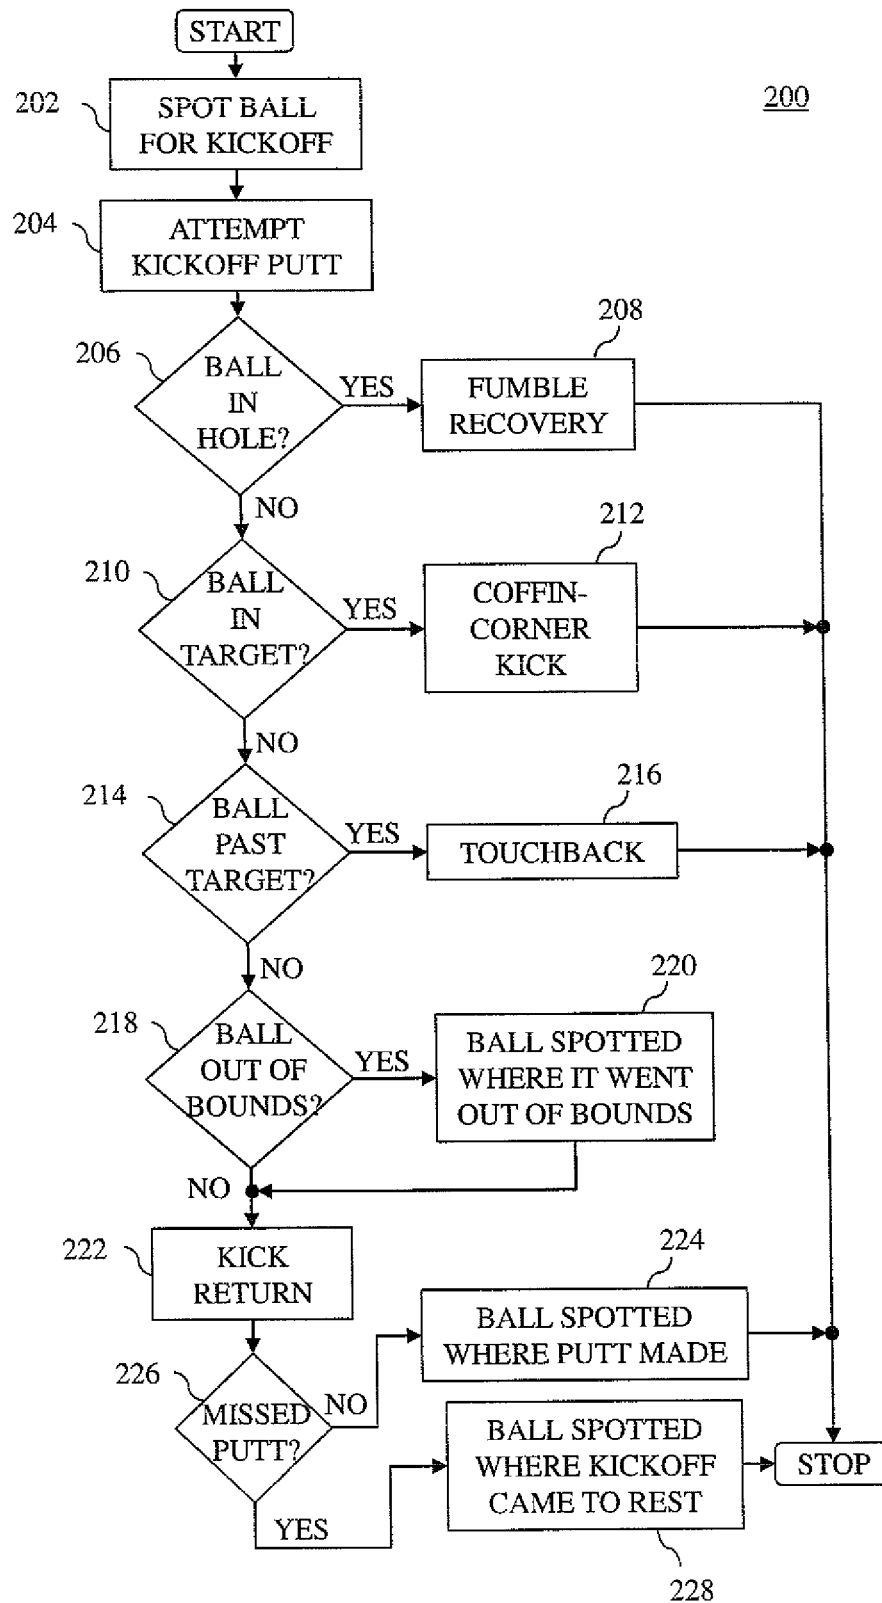 START
200
202
SPOT BALL
FOR KICKOFF
204
ATTEMPT
KICKOFF PUTT
206
BALL
IN
HOLE?
YES
208
FUMBLE
RECOVERY
NO
210
BALL
IN
TARGET?
YES
212
COFFIN-
CORNER
KICK
NO
214
BALL
PAST
TARGET?
YES
216
TOUCHBACK
NO
218
BALL
OUT OF
BOUNDS?
YES
220
BALL SPOTTED
WHERE IT WENT
OUT OF BOUNDS
NO
222
KICK
RETURN
224
BALL SPOTTED
WHERE PUTT MADE
226
MISSED
PUTT?
NO
YES
BALL SPOTTED
WHERE KICKOFF
CAME TO REST
228
STOP